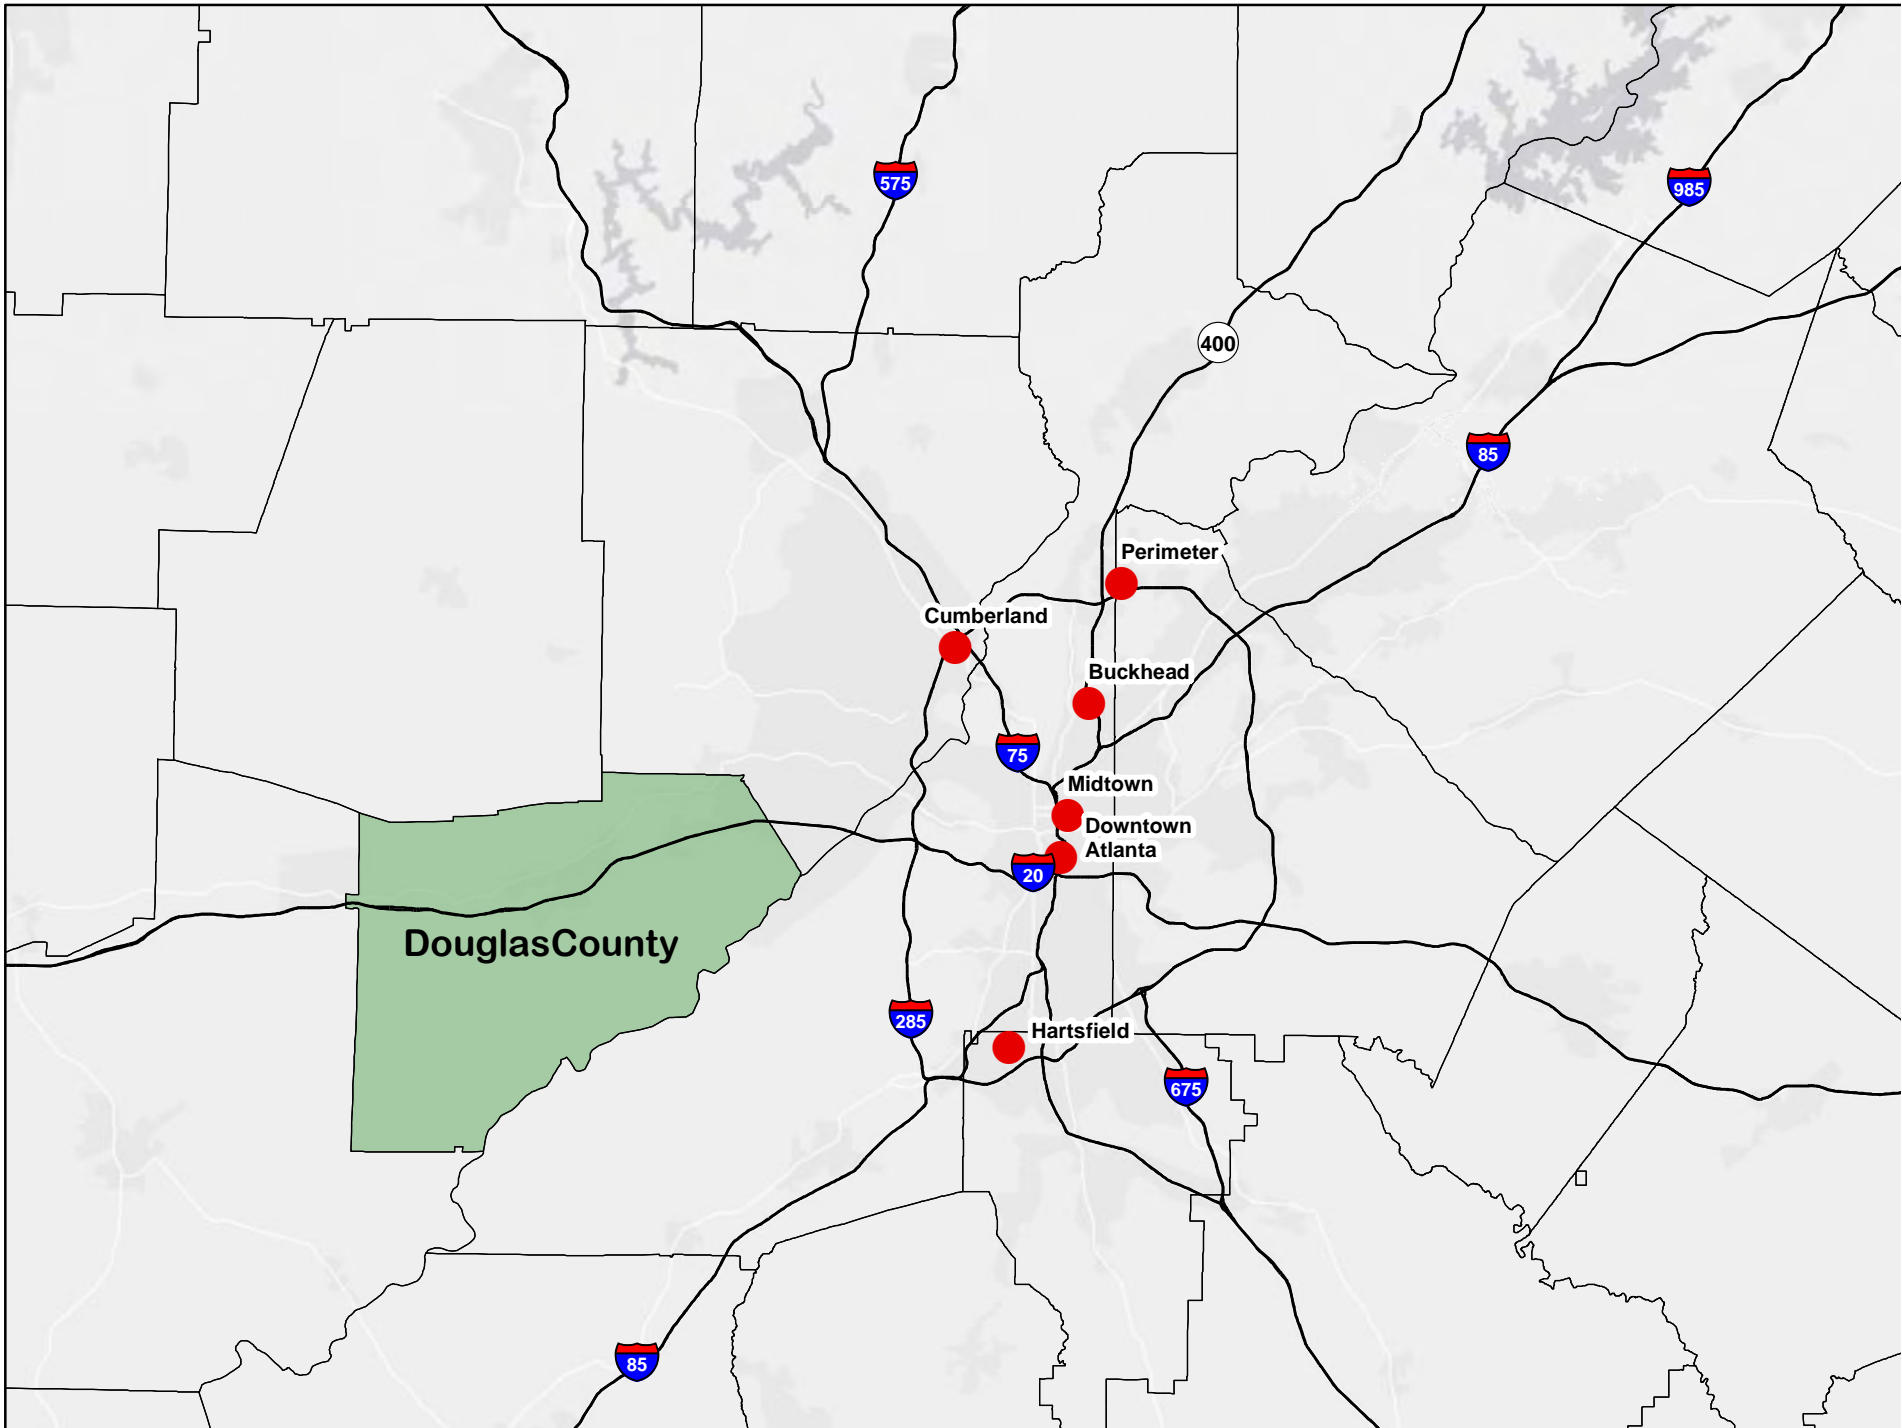 575
985
400
85
Perimeter
Cumberland
Buckhead
75
Midtown
Downtown
Atlanta
20
DouglasCounty
285
Hartsfield
675
85